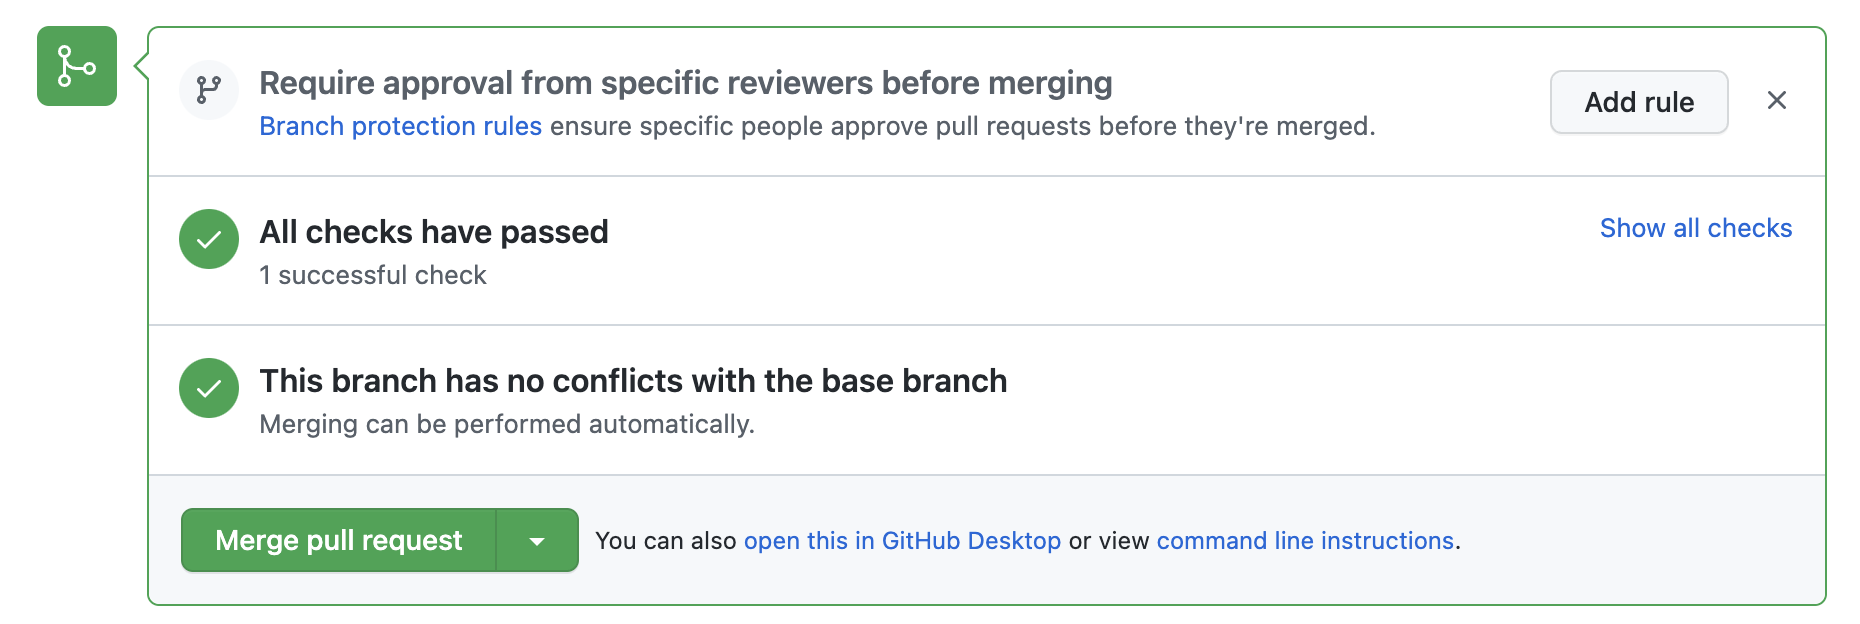 Require approval from specific reviewers before merging
Add rule
Branch protection rules ensure specific people approve pull requests before they're merged.
All checks have passed
Show all checks
1 successful check
This branch has no conflicts with the base branch
Merging can be performed automatically.
Merge pull request
You can also open this in GitHub Desktop or view command line instructions.